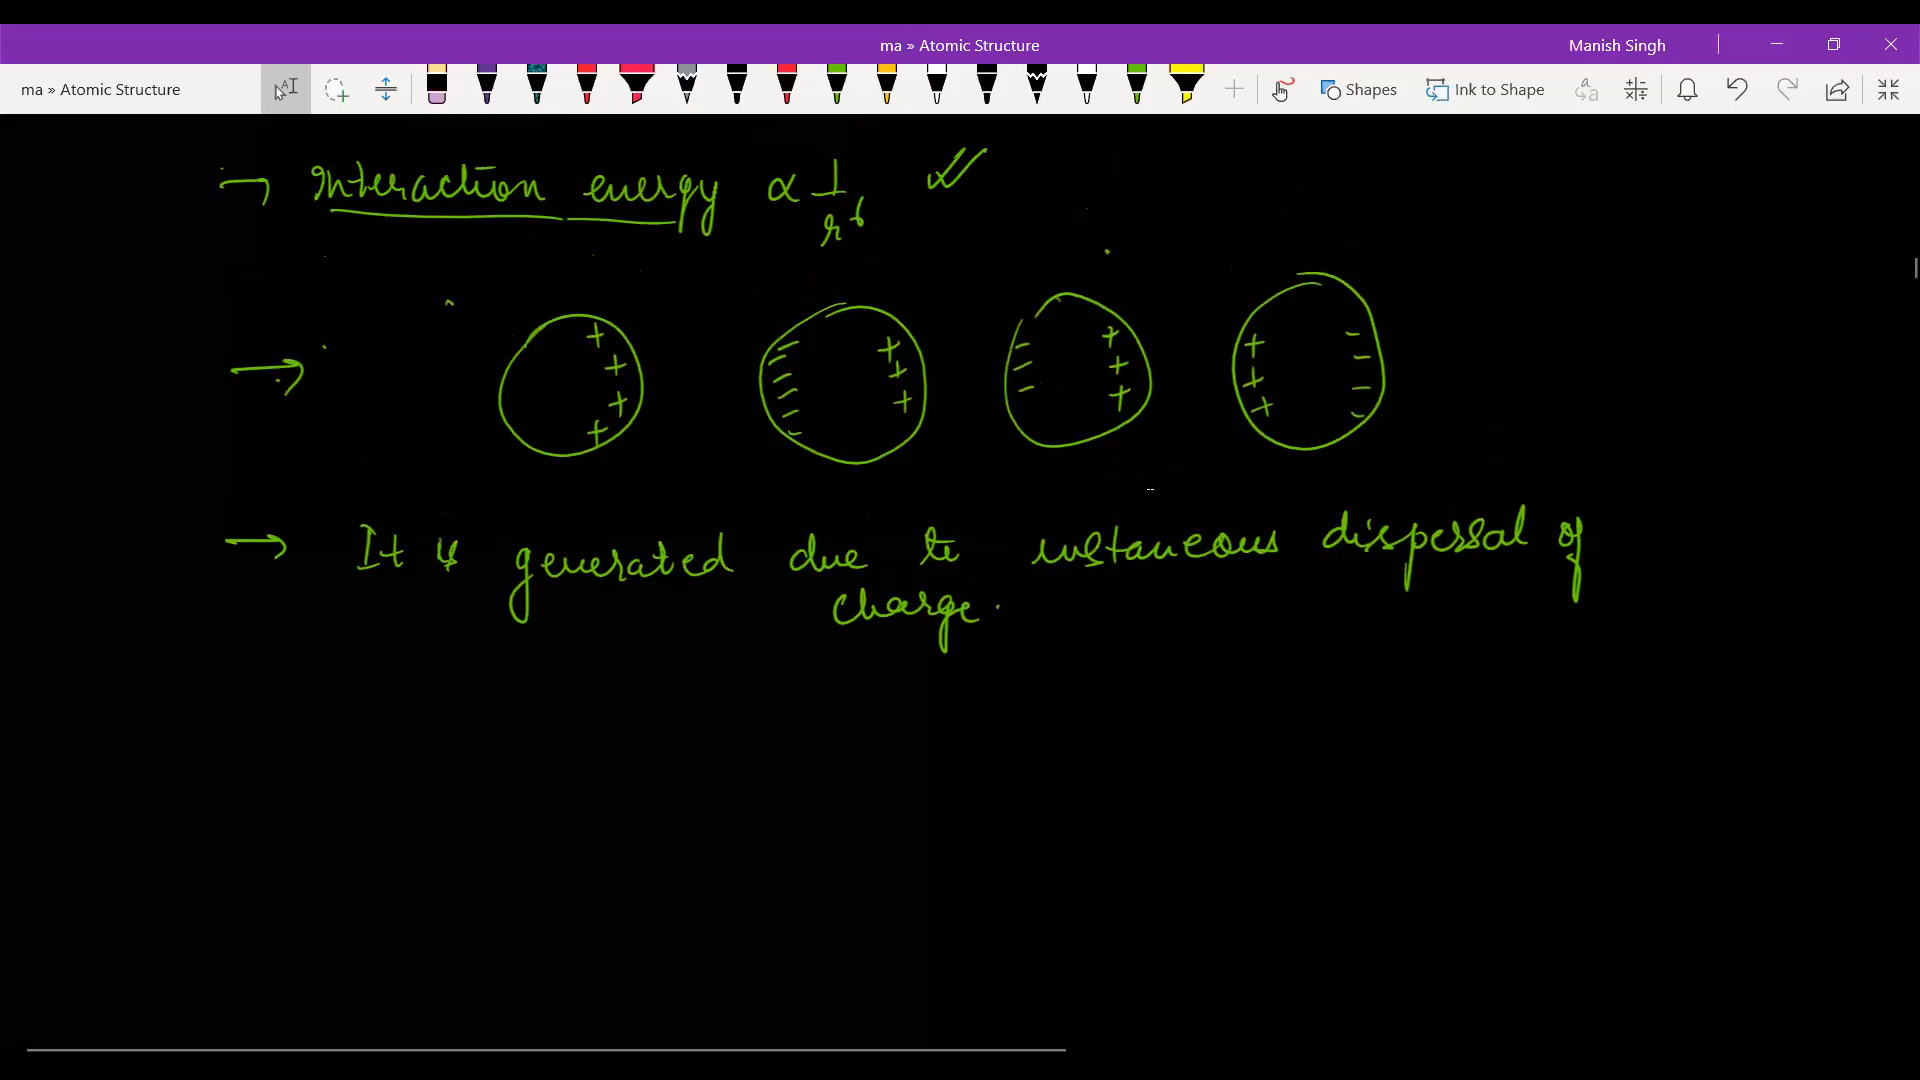 ma » Atomic Structure
Manish Singh
ma » Atomic Structure
Shapes
Ink to Shape
→ Interaction energy ∝ 1/r⁶
+ − + − + + −
+ − + − + + −
+ − + − + + −
+ − −
→ It is generated due to instaneous dispersal of
charge.